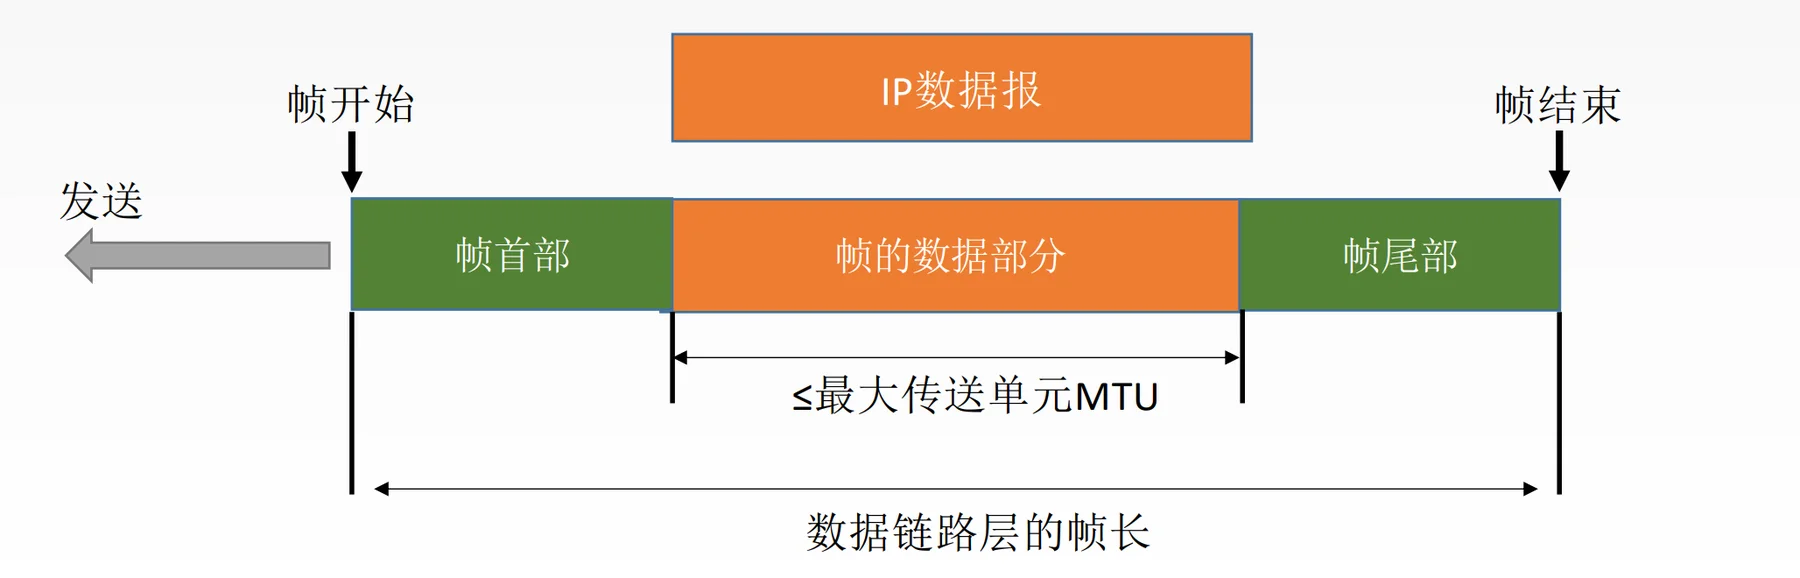 IP数据报
帧开始
帧结束
发送
帧首部
帧的数据部分
帧尾部
≤最大传送单元MTU
数据链路层的帧长